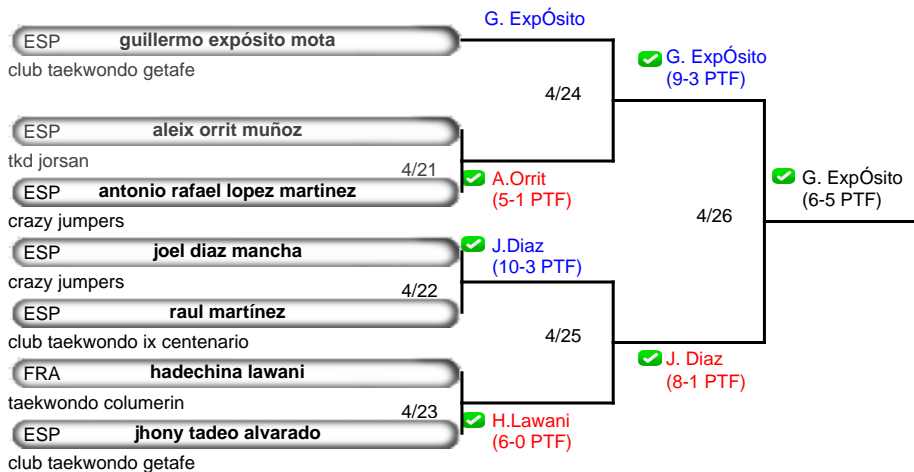 G. ExpÓsito
ESP guillermo expósito mota
club taekwondo getafe
G. ExpÓsito
(9-3 PTF)
4/24
ESP aleix orrit muñoz
tkd jorsan
4/21
ESP antonio rafael lopez martinez
A.Orrit
(5-1 PTF)
crazy jumpers
G. ExpÓsito
(6-5 PTF)
4/26
ESP joel diaz mancha
J.Diaz
(10-3 PTF)
crazy jumpers
4/22
ESP raul martínez
club taekwondo ix centenario
4/25
FRA hadechina lawani
J. Diaz
(8-1 PTF)
taekwondo columerin
4/23
ESP jhony tadeo alvarado
H.Lawani
(6-0 PTF)
club taekwondo getafe